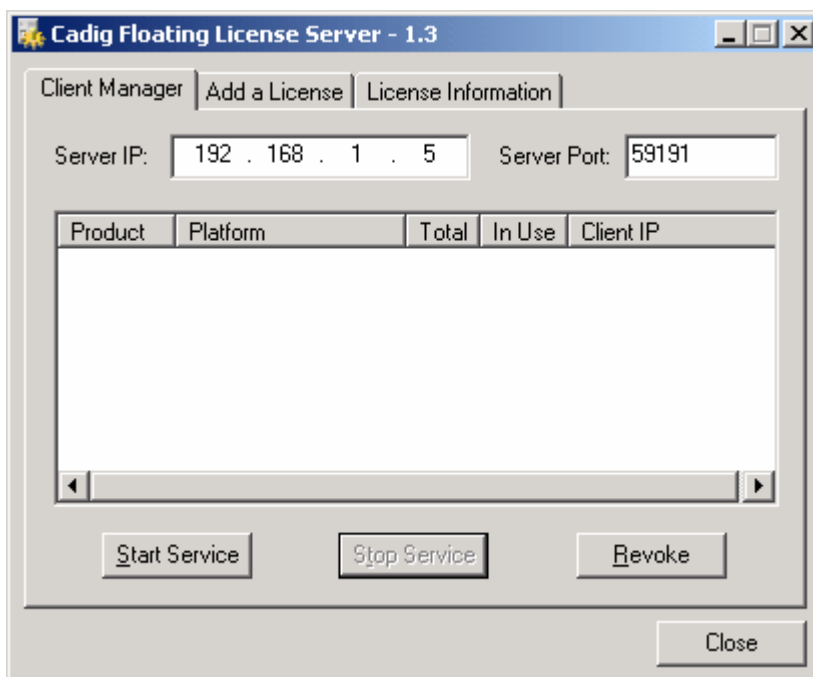 Cadig Floating License Server - 1.3
Client Manager Add a License License Information
Server IP: 192 . 168 . 1 . 5 Server Port: 59191
Product Platform Total In Use Client IP
Start Service Stop Service Revoke
Close